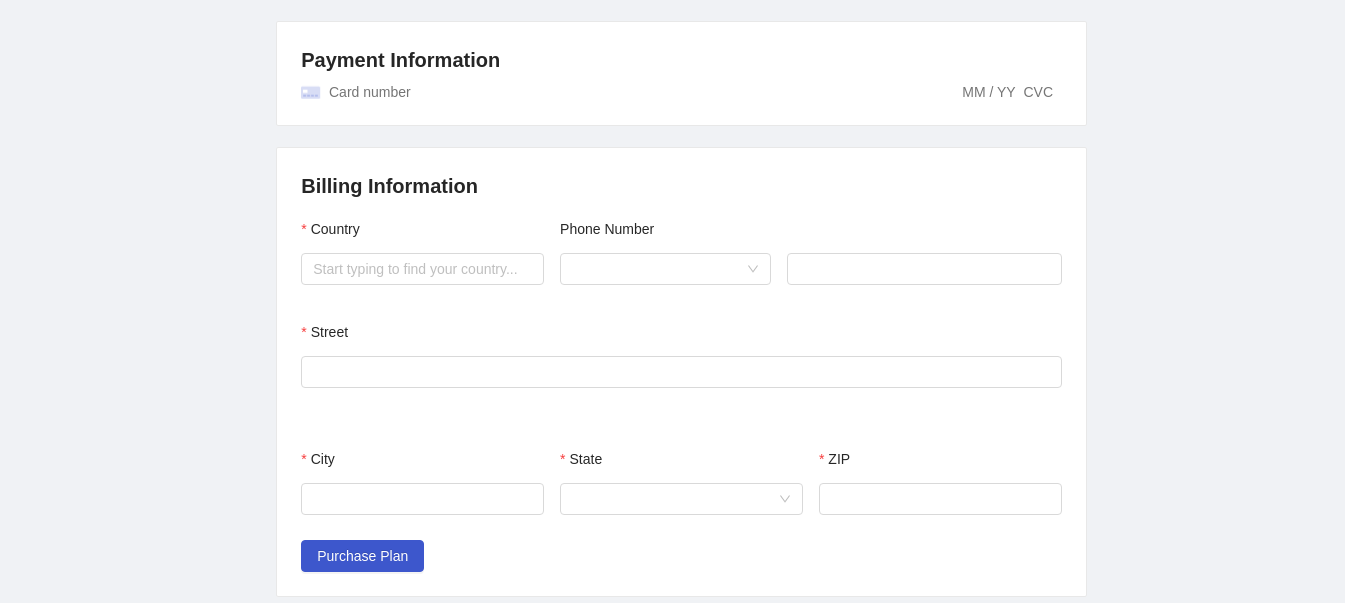 Payment Information
Card number MM / YY CVC
Billing Information
* Country Phone Number
Start typing to find your country...
* Street
* City * State * ZIP
Purchase Plan